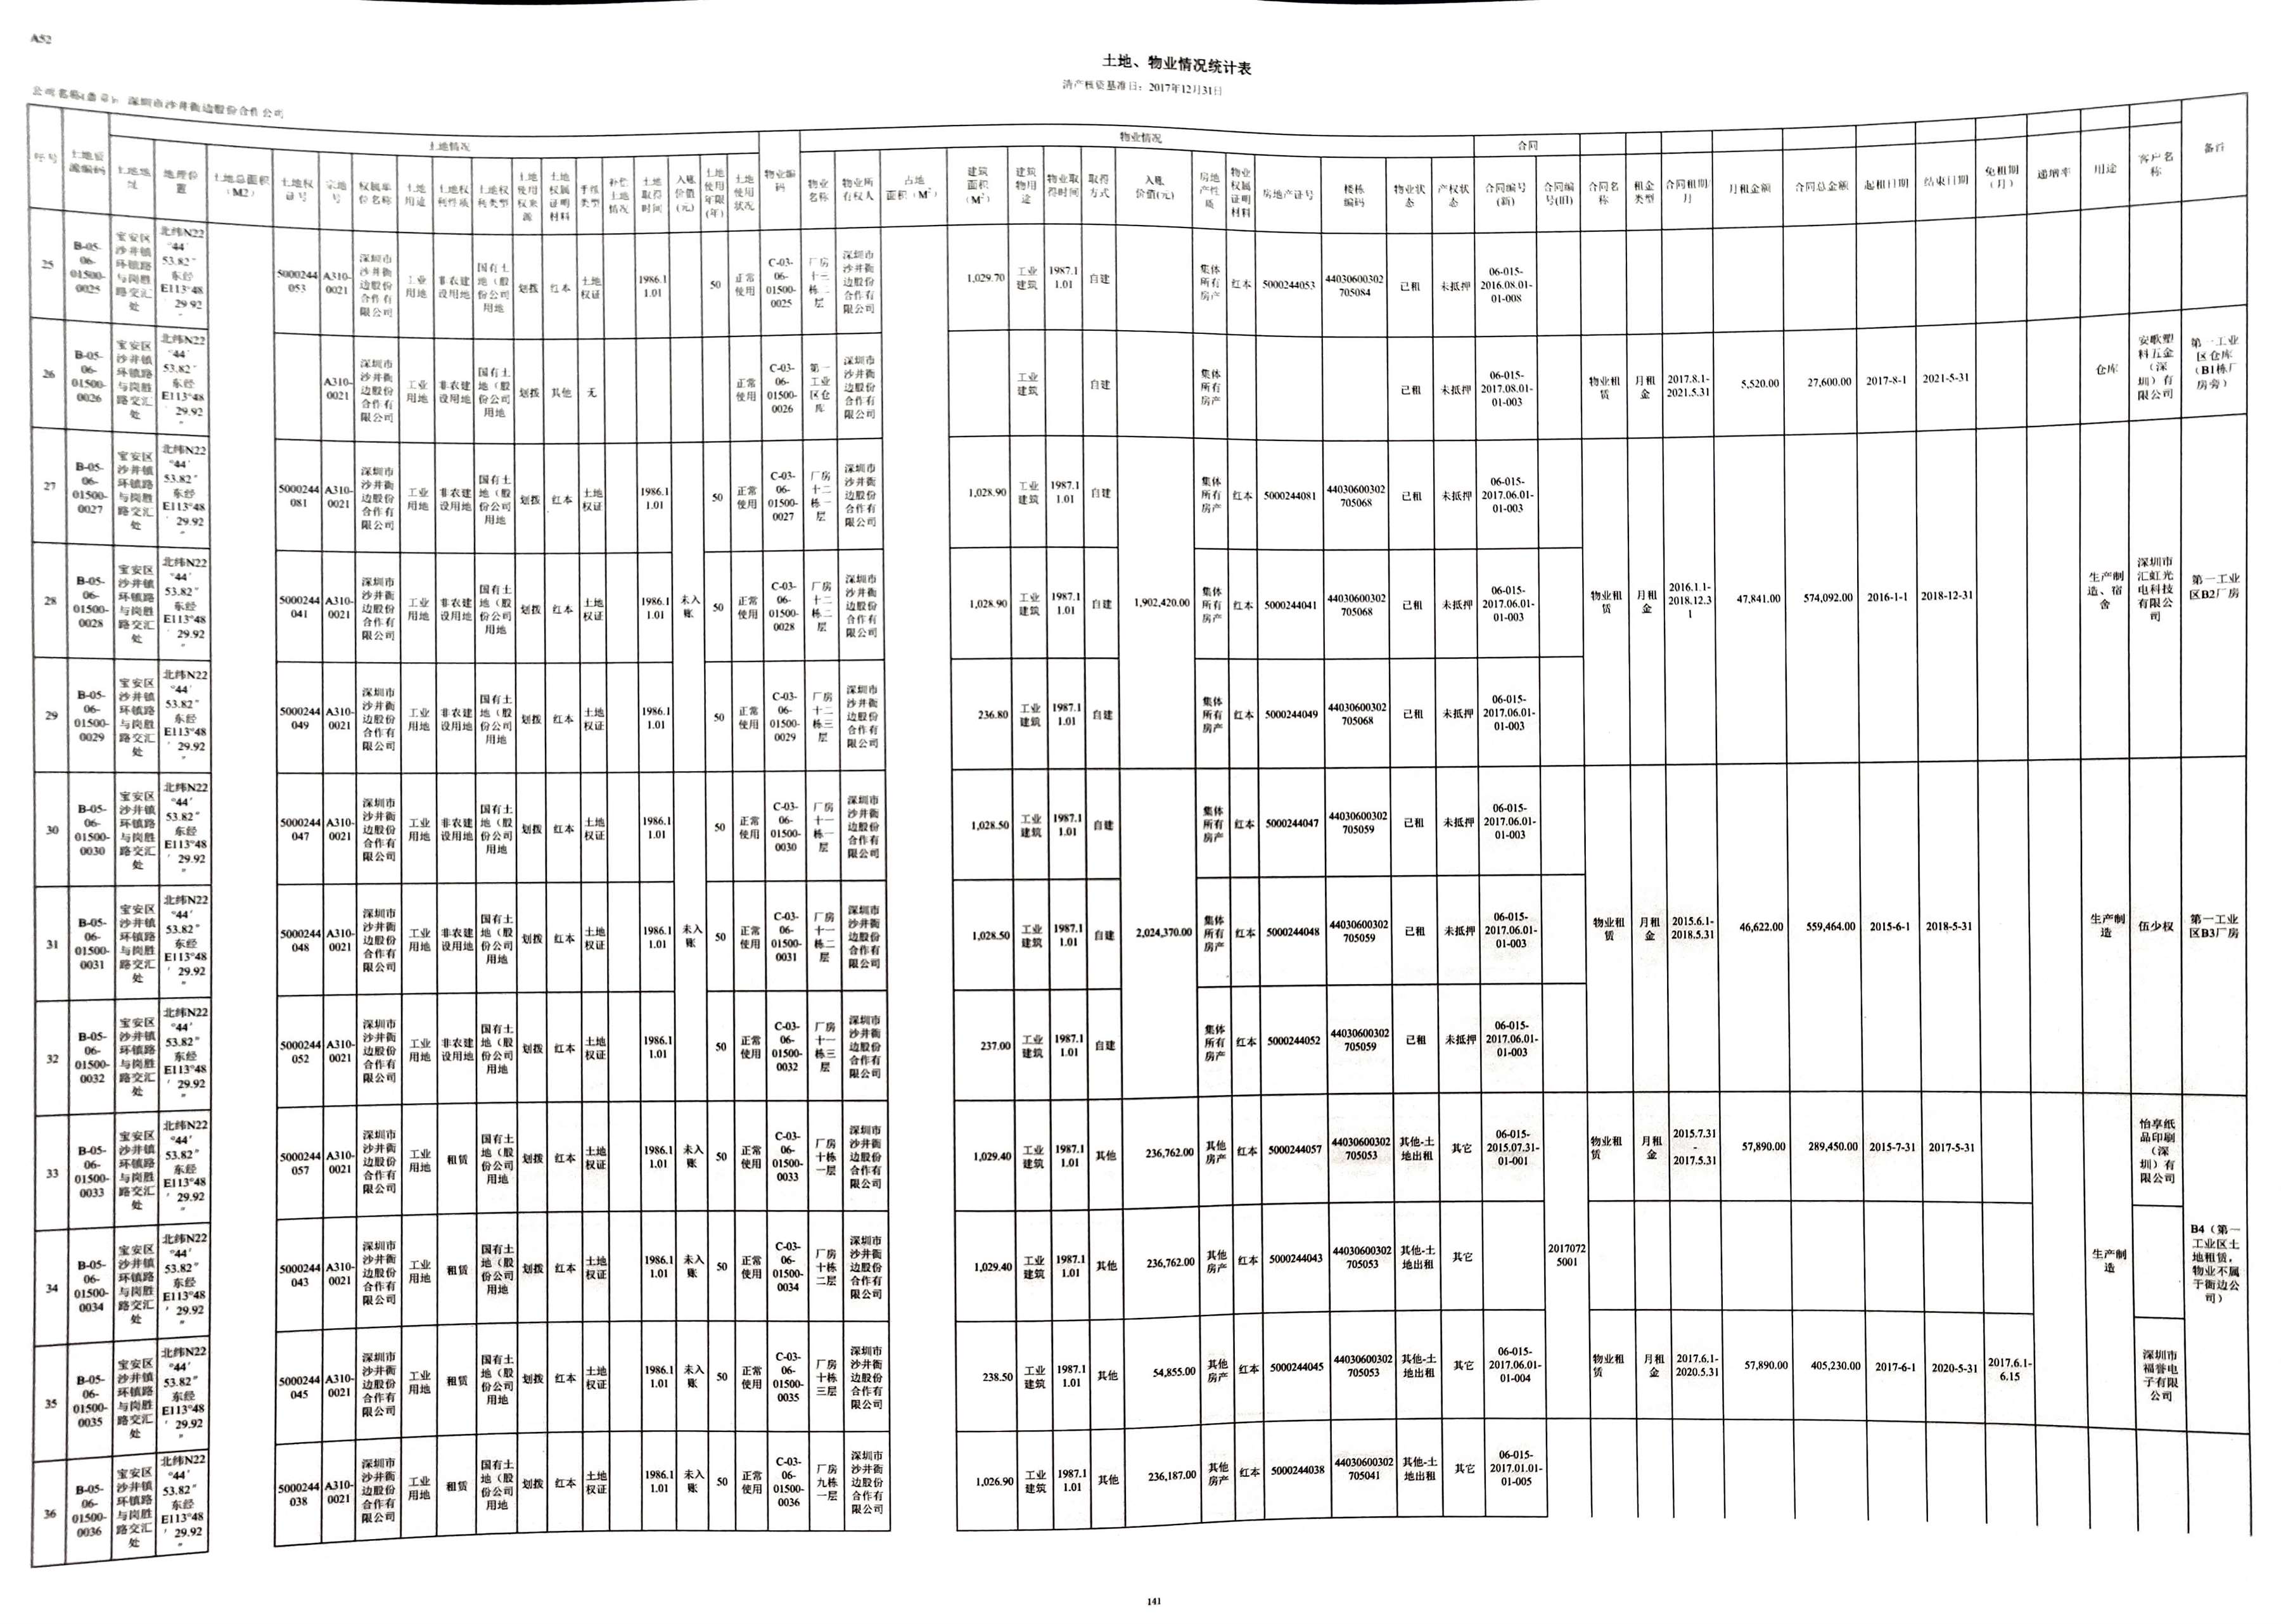 A52
土地、物业情况统计表
清产核资基准日：2017年12月31日
公司名称(盖章)：深圳市沙井衙边股份合作公司
土地情况 物业情况 合同
序号 土地资源编码 土地地址 地理位置 土地总面积（M2） 土地权证号 宗地号 权属单位名称 土地用途 土地权利性质 土地权利类型 土地使用权来源 土地权属证明材料 手续类型 补偿土地情况 土地取得时间 入账价值(元) 土地使用年限(年) 土地使用状况 物业编码 物业名称 物业所有权人 占地面积（M²） 建筑面积（M²） 建筑物用途 物业取得时间 取得方式 入账价值(元) 房地产性质 物业权属证明材料 房地产证号 楼栋编码 物业状态 产权状态 合同编号(新) 合同编号(旧) 合同名称 租金类型 合同租期/月 月租金额 合同总金额 起租日期 结束日期 免租期（月） 递增率 用途 客户名称 备注
25 B-05-06-01500-0025 宝安区沙井镇环镇路与岗胜路交汇处 北纬N22°44′53.82″东经E113°48′29.92″ 5000244053 A310-0021 深圳市沙井衙边股份合作有限公司 工业用地 非农建设用地 国有土地（股份公司用地 划拨 红本 土地权证 1986.11.01 50 正常使用 C-03-06-01500-0025 厂房十三栋二层 深圳市沙井衙边股份合作有限公司 1,029.70 工业建筑 1987.11.01 自建 集体所有房产 红本 5000244053 44030600302705084 已租 未抵押 06-015-2016.08.01-01-008
26 B-05-06-01500-0026 宝安区沙井镇环镇路与岗胜路交汇处 北纬N22°44′53.82″东经E113°48′29.92″ A310-0021 深圳市沙井衙边股份合作有限公司 工业用地 非农建设用地 国有土地（股份公司用地 划拨 其他 无 正常使用 C-03-06-01500-0026 第一工业区仓库 深圳市沙井衙边股份合作有限公司 工业建筑 自建 集体所有房产 已租 未抵押 06-015-2017.08.01-01-003 物业租赁 月租金 2017.8.1-2021.5.31 5,520.00 27,600.00 2017-8-1 2021-5-31 仓库 安歌塑料五金（深圳）有限公司 第一工业区仓库（B1栋厂房旁）
27 B-05-06-01500-0027 宝安区沙井镇环镇路与岗胜路交汇处 北纬N22°44′53.82″东经E113°48′29.92″ 5000244081 A310-0021 深圳市沙井衙边股份合作有限公司 工业用地 非农建设用地 国有土地（股份公司用地 划拨 红本 土地权证 1986.11.01 50 正常使用 C-03-06-01500-0027 厂房十二栋一层 深圳市沙井衙边股份合作有限公司 1,028.90 工业建筑 1987.11.01 自建 集体所有房产 红本 5000244081 44030600302705068 已租 未抵押 06-015-2017.06.01-01-003
28 B-05-06-01500-0028 宝安区沙井镇环镇路与岗胜路交汇处 北纬N22°44′53.82″东经E113°48′29.92″ 5000244041 A310-0021 深圳市沙井衙边股份合作有限公司 工业用地 非农建设用地 国有土地（股份公司用地 划拨 红本 土地权证 1986.11.01 未入账 50 正常使用 C-03-06-01500-0028 厂房十二栋二层 深圳市沙井衙边股份合作有限公司 1,028.90 工业建筑 1987.11.01 自建 1,902,420.00 集体所有房产 红本 5000244041 44030600302705068 已租 未抵押 06-015-2017.06.01-01-003 物业租赁 月租金 2016.1.1-2018.12.31 47,841.00 574,092.00 2016-1-1 2018-12-31 生产制造、宿舍 深圳市汇虹光电科技有限公司 第一工业区B2厂房
29 B-05-06-01500-0029 宝安区沙井镇环镇路与岗胜路交汇处 北纬N22°44′53.82″东经E113°48′29.92″ 5000244049 A310-0021 深圳市沙井衙边股份合作有限公司 工业用地 非农建设用地 国有土地（股份公司用地 划拨 红本 土地权证 1986.11.01 50 正常使用 C-03-06-01500-0029 厂房十二栋三层 深圳市沙井衙边股份合作有限公司 236.80 工业建筑 1987.11.01 自建 集体所有房产 红本 5000244049 44030600302705068 已租 未抵押 06-015-2017.06.01-01-003
30 B-05-06-01500-0030 宝安区沙井镇环镇路与岗胜路交汇处 北纬N22°44′53.82″东经E113°48′29.92″ 5000244047 A310-0021 深圳市沙井衙边股份合作有限公司 工业用地 非农建设用地 国有土地（股份公司用地 划拨 红本 土地权证 1986.11.01 50 正常使用 C-03-06-01500-0030 厂房十一栋一层 深圳市沙井衙边股份合作有限公司 1,028.50 工业建筑 1987.11.01 自建 集体所有房产 红本 5000244047 44030600302705059 已租 未抵押 06-015-2017.06.01-01-003
31 B-05-06-01500-0031 宝安区沙井镇环镇路与岗胜路交汇处 北纬N22°44′53.82″东经E113°48′29.92″ 5000244048 A310-0021 深圳市沙井衙边股份合作有限公司 工业用地 非农建设用地 国有土地（股份公司用地 划拨 红本 土地权证 1986.11.01 未入账 50 正常使用 C-03-06-01500-0031 厂房十一栋二层 深圳市沙井衙边股份合作有限公司 1,028.50 工业建筑 1987.11.01 自建 2,024,370.00 集体所有房产 红本 5000244048 44030600302705059 已租 未抵押 06-015-2017.06.01-01-003 物业租赁 月租金 2015.6.1-2018.5.31 46,622.00 559,464.00 2015-6-1 2018-5-31 生产制造 伍少权 第一工业区B3厂房
32 B-05-06-01500-0032 宝安区沙井镇环镇路与岗胜路交汇处 北纬N22°44′53.82″东经E113°48′29.92″ 5000244052 A310-0021 深圳市沙井衙边股份合作有限公司 工业用地 非农建设用地 国有土地（股份公司用地 划拨 红本 土地权证 1986.11.01 50 正常使用 C-03-06-01500-0032 厂房十一栋三层 深圳市沙井衙边股份合作有限公司 237.00 工业建筑 1987.11.01 自建 集体所有房产 红本 5000244052 44030600302705059 已租 未抵押 06-015-2017.06.01-01-003
33 B-05-06-01500-0033 宝安区沙井镇环镇路与岗胜路交汇处 北纬N22°44′53.82″东经E113°48′29.92″ 5000244057 A310-0021 深圳市沙井衙边股份合作有限公司 工业用地 租赁 国有土地（股份公司用地 划拨 红本 土地权证 1986.11.01 未入账 50 正常使用 C-03-06-01500-0033 厂房十栋一层 深圳市沙井衙边股份合作有限公司 1,029.40 工业建筑 1987.11.01 其他 236,762.00 其他房产 红本 5000244057 44030600302705053 其他-土地出租 其它 06-015-2015.07.31-01-001 物业租赁 月租金 2015.7.31-2017.5.31 57,890.00 289,450.00 2015-7-31 2017-5-31 怡享纸品印刷（深圳）有限公司
34 B-05-06-01500-0034 宝安区沙井镇环镇路与岗胜路交汇处 北纬N22°44′53.82″东经E113°48′29.92″ 5000244043 A310-0021 深圳市沙井衙边股份合作有限公司 工业用地 租赁 国有土地（股份公司用地 划拨 红本 土地权证 1986.11.01 未入账 50 正常使用 C-03-06-01500-0034 厂房十栋二层 深圳市沙井衙边股份合作有限公司 1,029.40 工业建筑 1987.11.01 其他 236,762.00 其他房产 红本 5000244043 44030600302705053 其他-土地出租 其它 20170725001 生产制造 B4（第一工业区土地租赁，物业不属于衙边公司）
35 B-05-06-01500-0035 宝安区沙井镇环镇路与岗胜路交汇处 北纬N22°44′53.82″东经E113°48′29.92″ 5000244045 A310-0021 深圳市沙井衙边股份合作有限公司 工业用地 租赁 国有土地（股份公司用地 划拨 红本 土地权证 1986.11.01 未入账 50 正常使用 C-03-06-01500-0035 厂房十栋三层 深圳市沙井衙边股份合作有限公司 238.50 工业建筑 1987.11.01 其他 54,855.00 其他房产 红本 5000244045 44030600302705053 其他-土地出租 其它 06-015-2017.06.01-01-004 物业租赁 月租金 2017.6.1-2020.5.31 57,890.00 405,230.00 2017-6-1 2020-5-31 2017.6.1-6.15 深圳市福誉电子有限公司
36 B-05-06-01500-0036 宝安区沙井镇环镇路与岗胜路交汇处 北纬N22°44′53.82″东经E113°48′29.92″ 5000244038 A310-0021 深圳市沙井衙边股份合作有限公司 工业用地 租赁 国有土地（股份公司用地 划拨 红本 土地权证 1986.11.01 未入账 50 正常使用 C-03-06-01500-0036 厂房九栋一层 深圳市沙井衙边股份合作有限公司 1,026.90 工业建筑 1987.11.01 其他 236,187.00 其他房产 红本 5000244038 44030600302705041 其他-土地出租 其它 06-015-2017.01.01-01-005
141